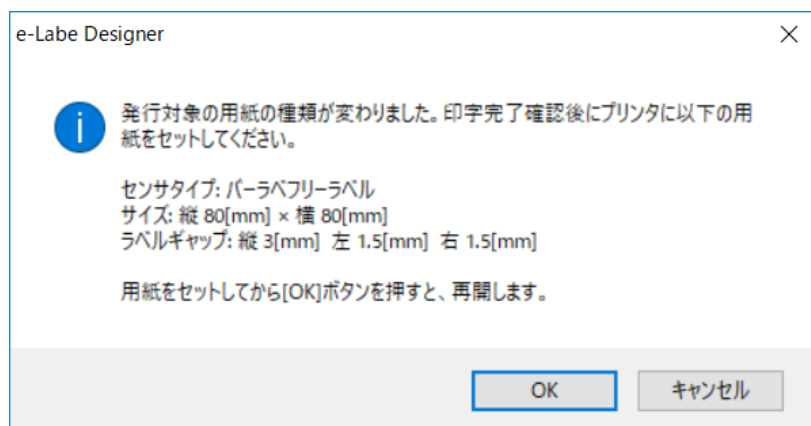 e-Labe Designer
発行対象の用紙の種類が変わりました。印字完了確認後にプリンタに以下の用
紙をセットしてください。
センサタイプ: バーラベフリーラベル
サイズ: 縦 80[mm] × 横 80[mm]
ラベルギャップ: 縦 3[mm] 左 1.5[mm] 右 1.5[mm]
用紙をセットしてから[OK]ボタンを押すと、再開します。
OK
キャンセル